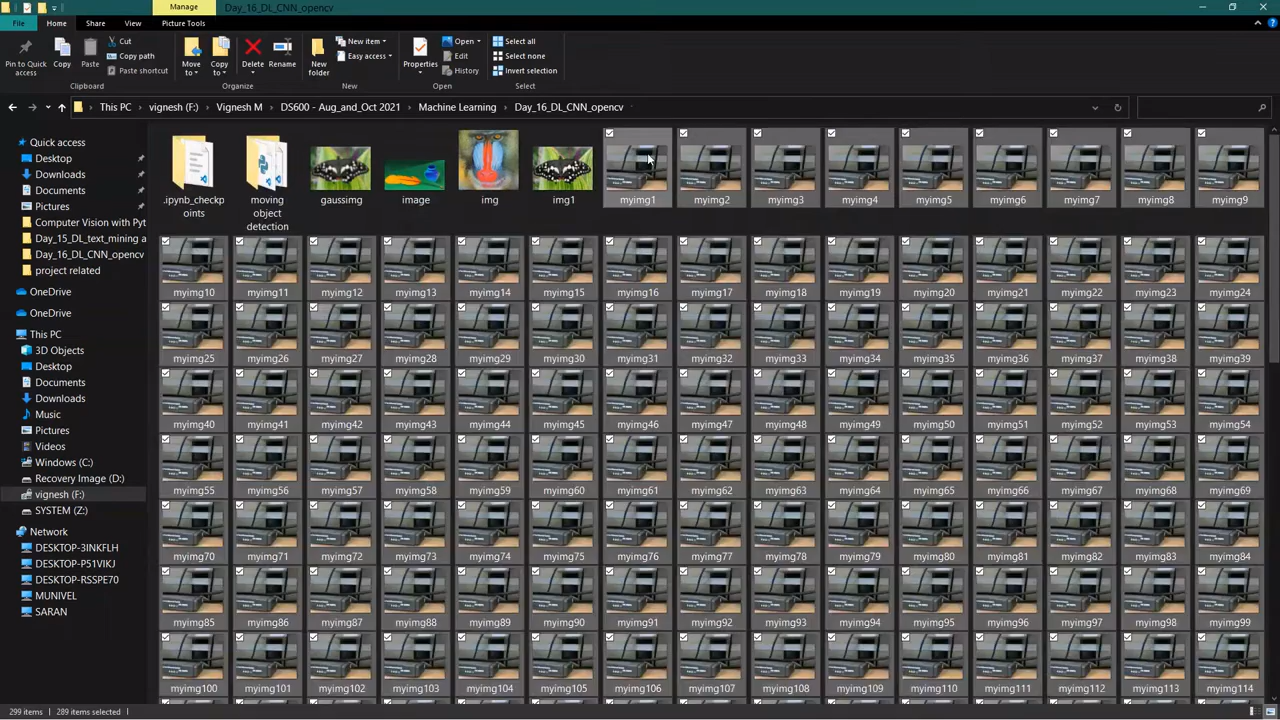 Manage
Day_16_DL_CNN_opencv
File
Home
Share
View
Picture Tools
Pin to Quick access
Copy
Paste
Cut
Copy path
Paste shortcut
Clipboard
Move to
Copy to
Delete
Rename
Organize
New folder
New item
Easy access
New
Properties
Open
Edit
History
Open
Select all
Select none
Invert selection
Select
This PC
vignesh (F:)
Vignesh M
DS600 - Aug_and_Oct 2021
Machine Learning
Day_16_DL_CNN_opencv
Quick access
Desktop
Downloads
Documents
Pictures
Computer Vision with Pyt
Day_15_DL_text_mining a
Day_16_DL_CNN_opencv
project related
OneDrive
OneDrive
This PC
3D Objects
Desktop
Documents
Downloads
Music
Pictures
Videos
Windows (C:)
Recovery Image (D:)
vignesh (F:)
SYSTEM (Z:)
Network
DESKTOP-3INKFLH
DESKTOP-P51VIKJ
DESKTOP-RSSPE70
MUNIVEL
SARAN
.ipynb_checkp
oints
moving
object
detection
gaussimg
image
img
img1
myimg1
myimg2
myimg3
myimg4
myimg5
myimg6
myimg7
myimg8
myimg9
myimg10
myimg11
myimg12
myimg13
myimg14
myimg15
myimg16
myimg17
myimg18
myimg19
myimg20
myimg21
myimg22
myimg23
myimg24
myimg25
myimg26
myimg27
myimg28
myimg29
myimg30
myimg31
myimg32
myimg33
myimg34
myimg35
myimg36
myimg37
myimg38
myimg39
myimg40
myimg41
myimg42
myimg43
myimg44
myimg45
myimg46
myimg47
myimg48
myimg49
myimg50
myimg51
myimg52
myimg53
myimg54
myimg55
myimg56
myimg57
myimg58
myimg59
myimg60
myimg61
myimg62
myimg63
myimg64
myimg65
myimg66
myimg67
myimg68
myimg69
myimg70
myimg71
myimg72
myimg73
myimg74
myimg75
myimg76
myimg77
myimg78
myimg79
myimg80
myimg81
myimg82
myimg83
myimg84
myimg85
myimg86
myimg87
myimg88
myimg89
myimg90
myimg91
myimg92
myimg93
myimg94
myimg95
myimg96
myimg97
myimg98
myimg99
myimg100
myimg101
myimg102
myimg103
myimg104
myimg105
myimg106
myimg107
myimg108
myimg109
myimg110
myimg111
myimg112
myimg113
myimg114
299 items
289 items selected